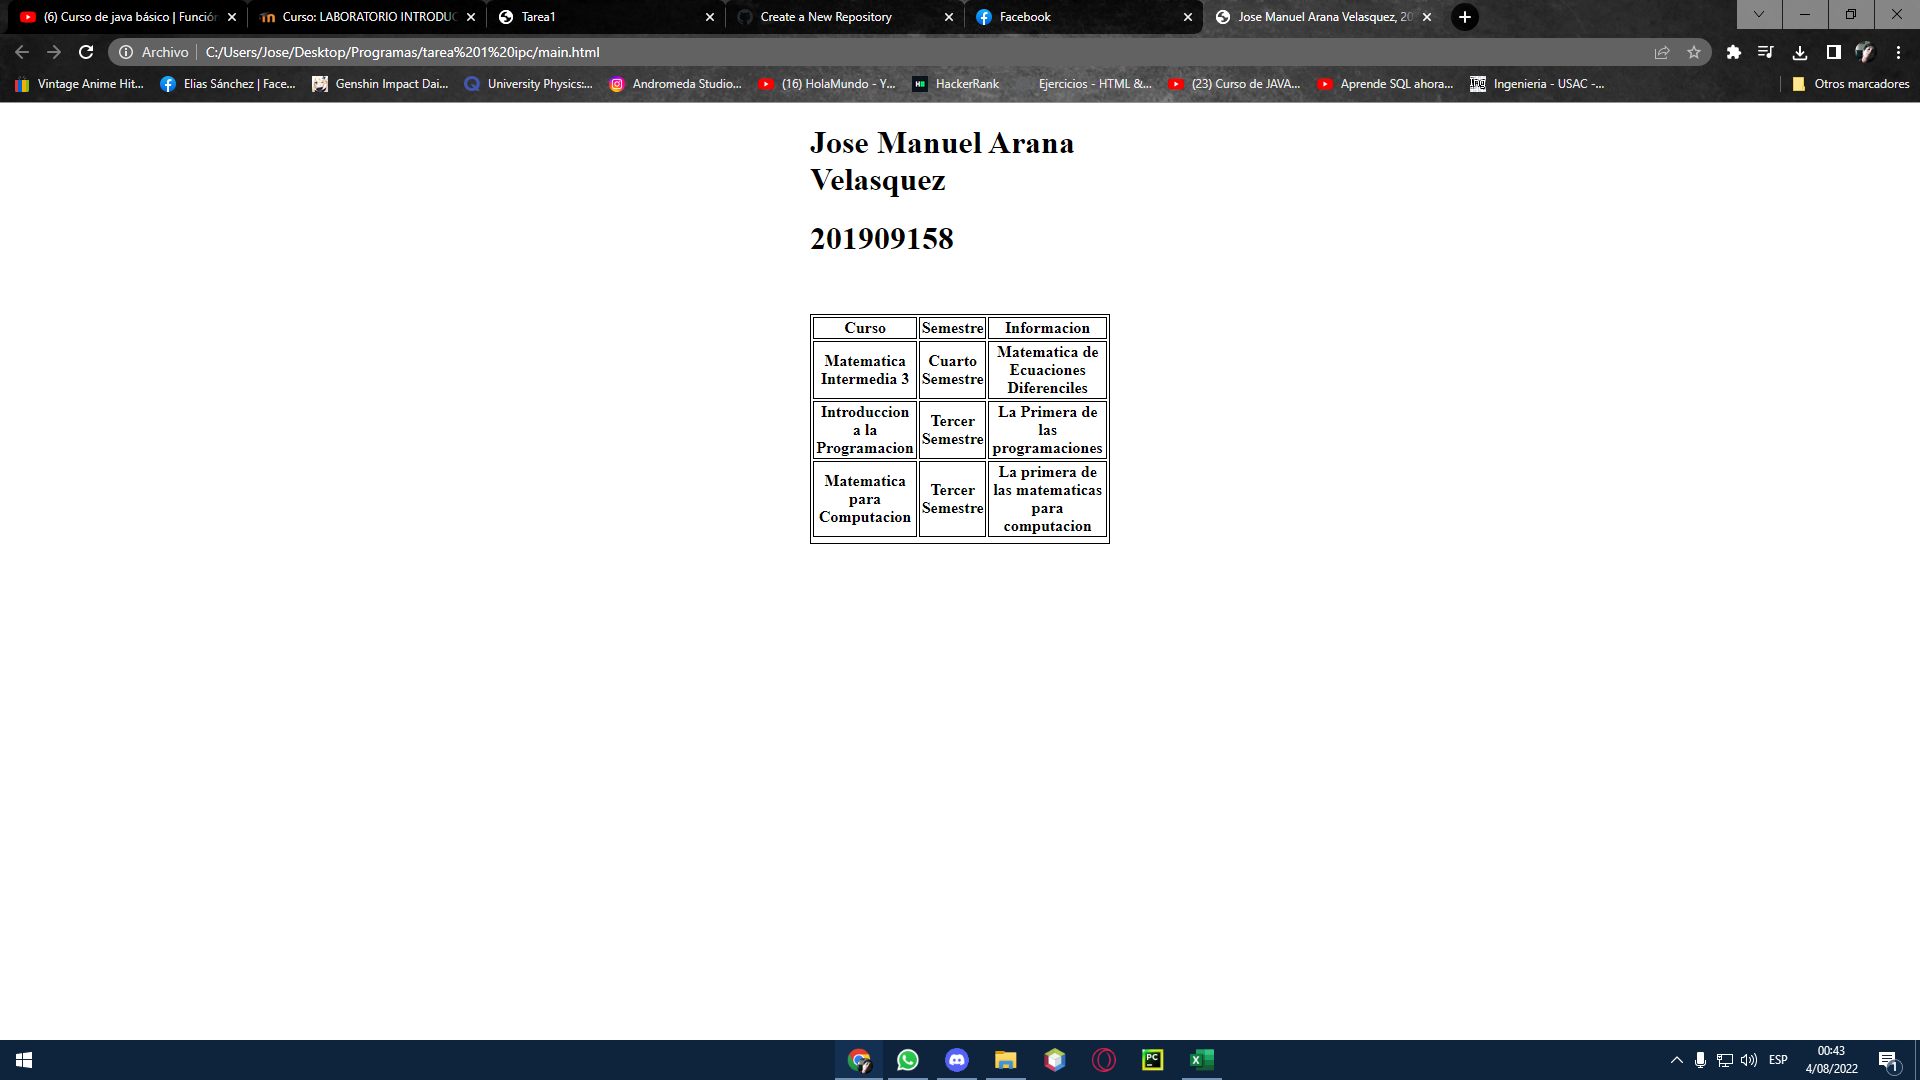 (6) Curso de java básico | Función
Curso: LABORATORIO INTRODUC
Tarea1
Create a New Repository
Facebook
Jose Manuel Arana Velasquez, 20
Archivo
C:/Users/Jose/Desktop/Programas/tarea%201%20ipc/main.html
Vintage Anime Hit...
Elias Sánchez | Face...
Genshin Impact Dai...
University Physics:...
Andromeda Studio...
(16) HolaMundo - Y...
HackerRank
Ejercicios - HTML &...
(23) Curso de JAVA...
Aprende SQL ahora...
Ingenieria - USAC -...
Otros marcadores
Jose Manuel Arana
Velasquez
201909158
Curso Semestre Informacion
Matematica
Intermedia 3
Cuarto
Semestre
Matematica de
Ecuaciones
Diferenciles
Introduccion
a la
Programacion
Tercer
Semestre
La Primera de
las
programaciones
Matematica
para
Computacion
Tercer
Semestre
La primera de
las matematicas
para
computacion
ESP
00:43
4/08/2022
1